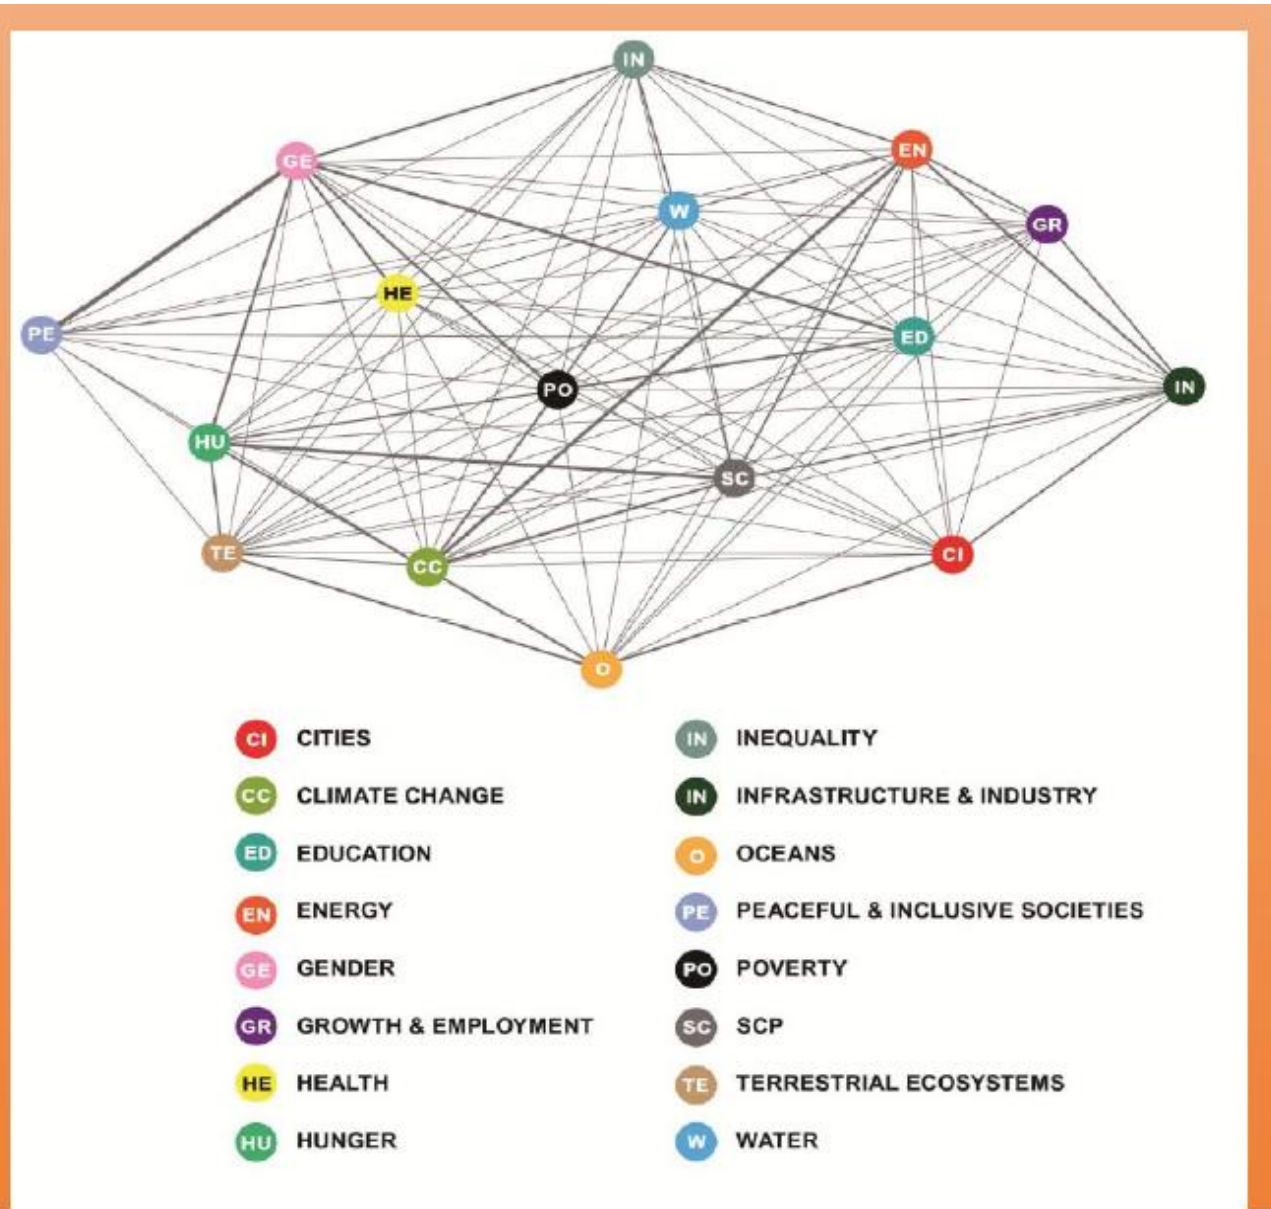 IN
GE
EN
W
GR
HE
PE
ED
PO
IN
HU
SC
TE
CC
CI
O
CI CITIES
CC CLIMATE CHANGE
ED EDUCATION
EN ENERGY
GE GENDER
GR GROWTH & EMPLOYMENT
HE HEALTH
HU HUNGER
IN INEQUALITY
IN INFRASTRUCTURE & INDUSTRY
O OCEANS
PE PEACEFUL & INCLUSIVE SOCIETIES
PO POVERTY
SC SCP
TE TERRESTRIAL ECOSYSTEMS
W WATER